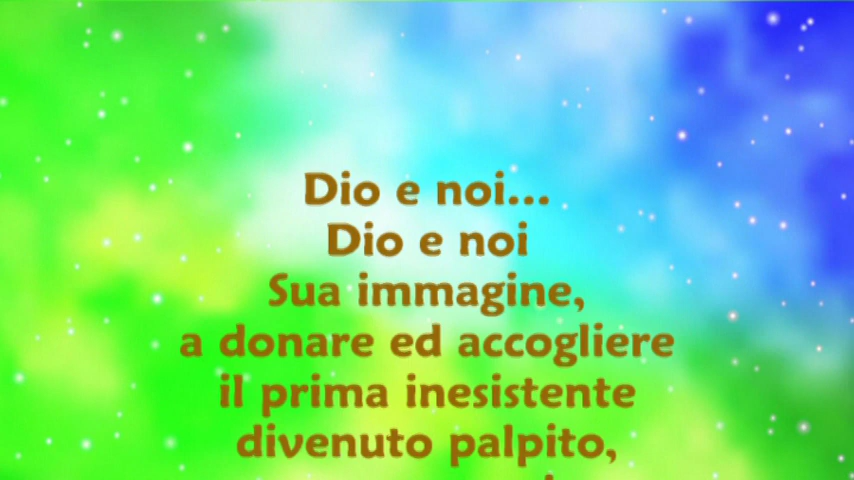 Dio e noi...
Dio e noi
Sua immagine,
a donare ed accogliere
il prima inesistente
divenuto palpito,